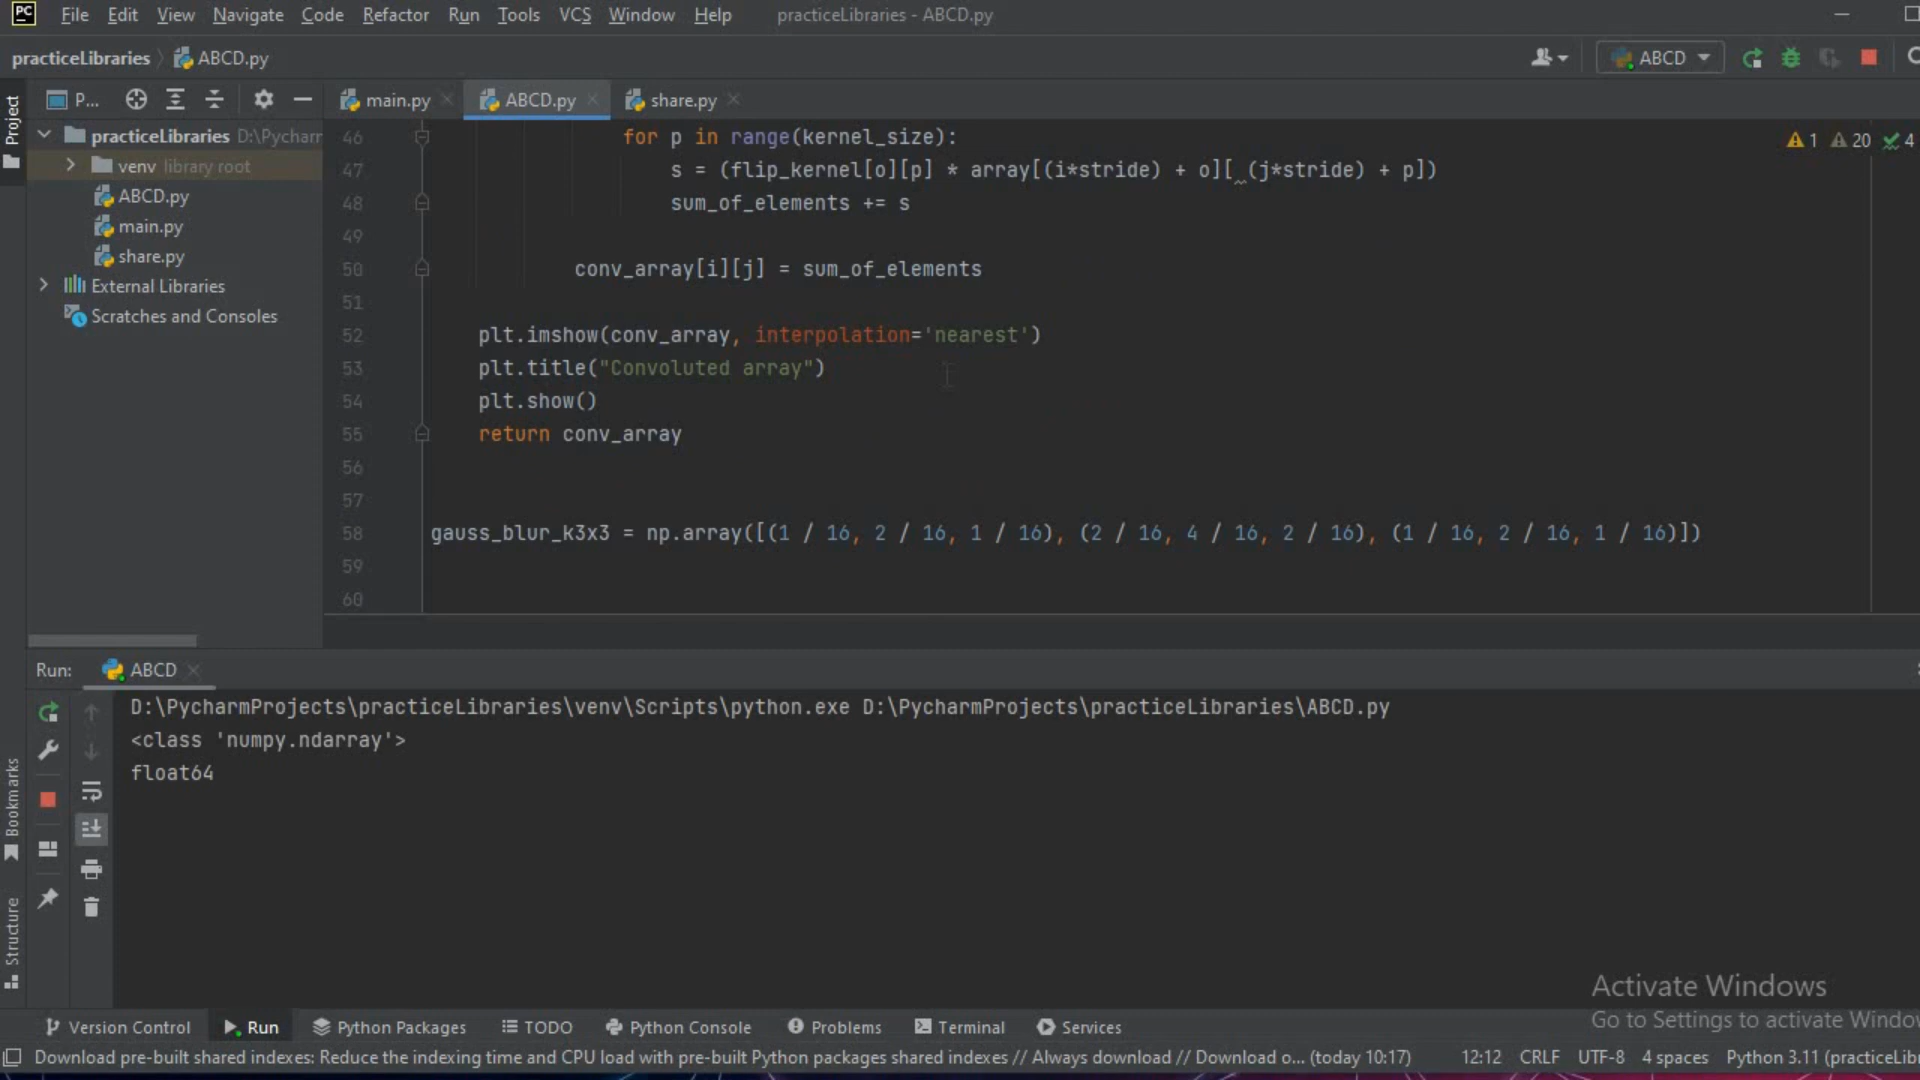 PC File Edit View Navigate Code Refactor Run Tools VCS Window Help practiceLibraries - ABCD.py
practiceLibraries ABCD.py ABCD
Project P... main.py ABCD.py share.py
practiceLibraries D:\Pycharm
venv library root
ABCD.py
main.py
share.py
External Libraries
Scratches and Consoles
1 20 4
46 for p in range(kernel_size):
47 s = (flip_kernel[o][p] * array[(i*stride) + o][ (j*stride) + p])
48 sum_of_elements += s
49
50 conv_array[i][j] = sum_of_elements
51
52 plt.imshow(conv_array, interpolation='nearest')
53 plt.title("Convoluted array")
54 plt.show()
55 return conv_array
56
57
58 gauss_blur_k3x3 = np.array([(1 / 16, 2 / 16, 1 / 16), (2 / 16, 4 / 16, 2 / 16), (1 / 16, 2 / 16, 1 / 16)])
59
60
Run: ABCD
D:\PycharmProjects\practiceLibraries\venv\Scripts\python.exe D:\PycharmProjects\practiceLibraries\ABCD.py
<class 'numpy.ndarray'>
float64
Bookmarks
Structure
Activate Windows
Go to Settings to activate Windo
Version Control Run Python Packages TODO Python Console Problems Terminal Services
Download pre-built shared indexes: Reduce the indexing time and CPU load with pre-built Python packages shared indexes // Always download // Download o... (today 10:17) 12:12 CRLF UTF-8 4 spaces Python 3.11 (practiceLibr